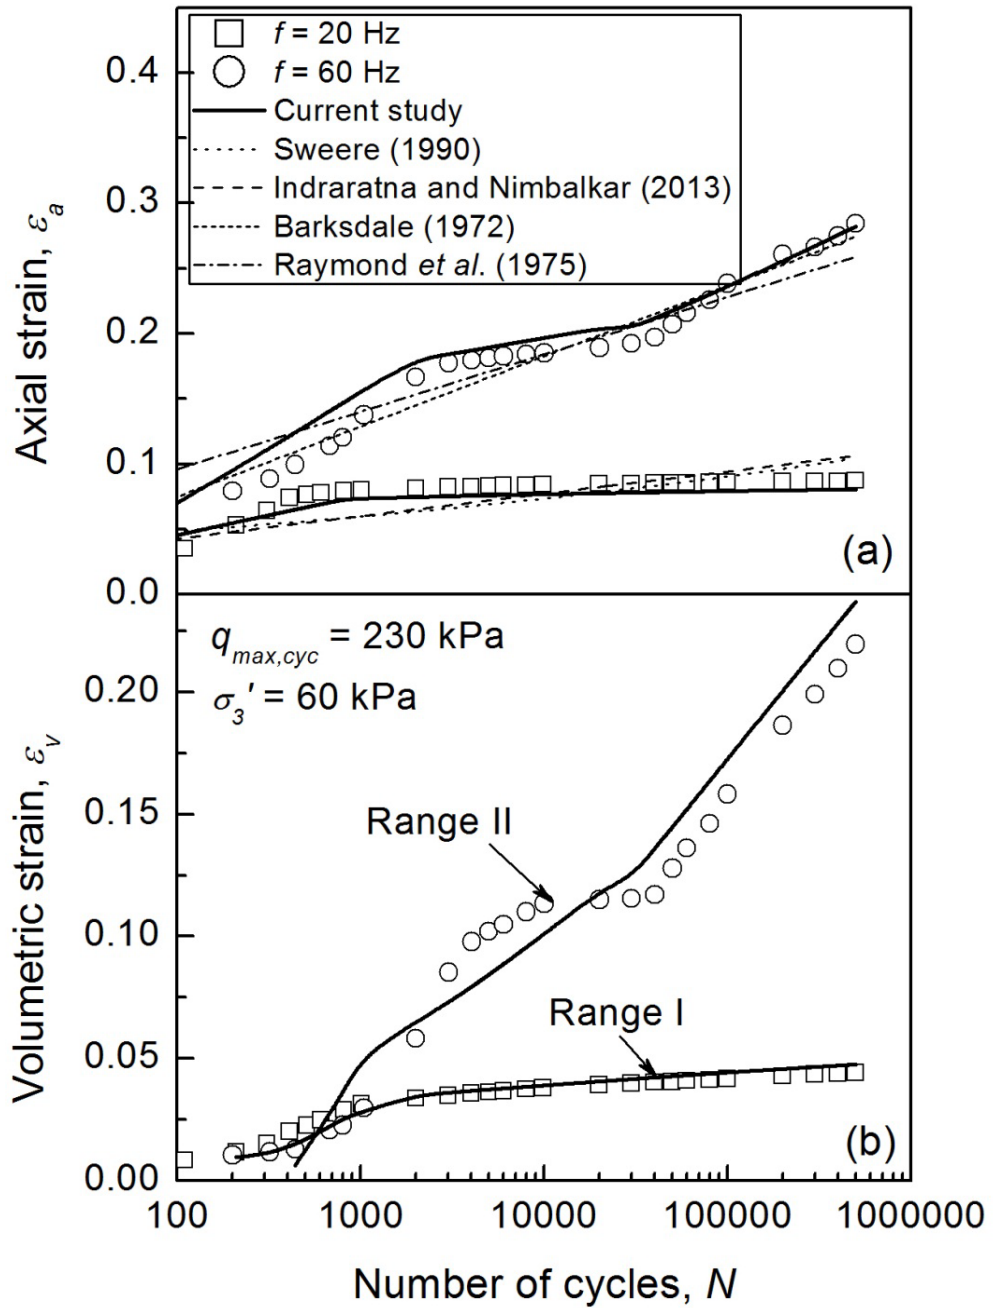 f = 20 Hz
f = 60 Hz
Current study
Sweere (1990)
Indraratna and Nimbalkar (2013)
Barksdale (1972)
Raymond et al. (1975)
0.4
0.3
0.2
0.1
0.0
Axial strain, εa
(a)
qmax,cyc = 230 kPa
σ3' = 60 kPa
0.20
0.15
0.10
0.05
0.00
Volumetric strain, εv
Range II
Range I
(b)
100 1000 10000 100000 1000000
Number of cycles, N